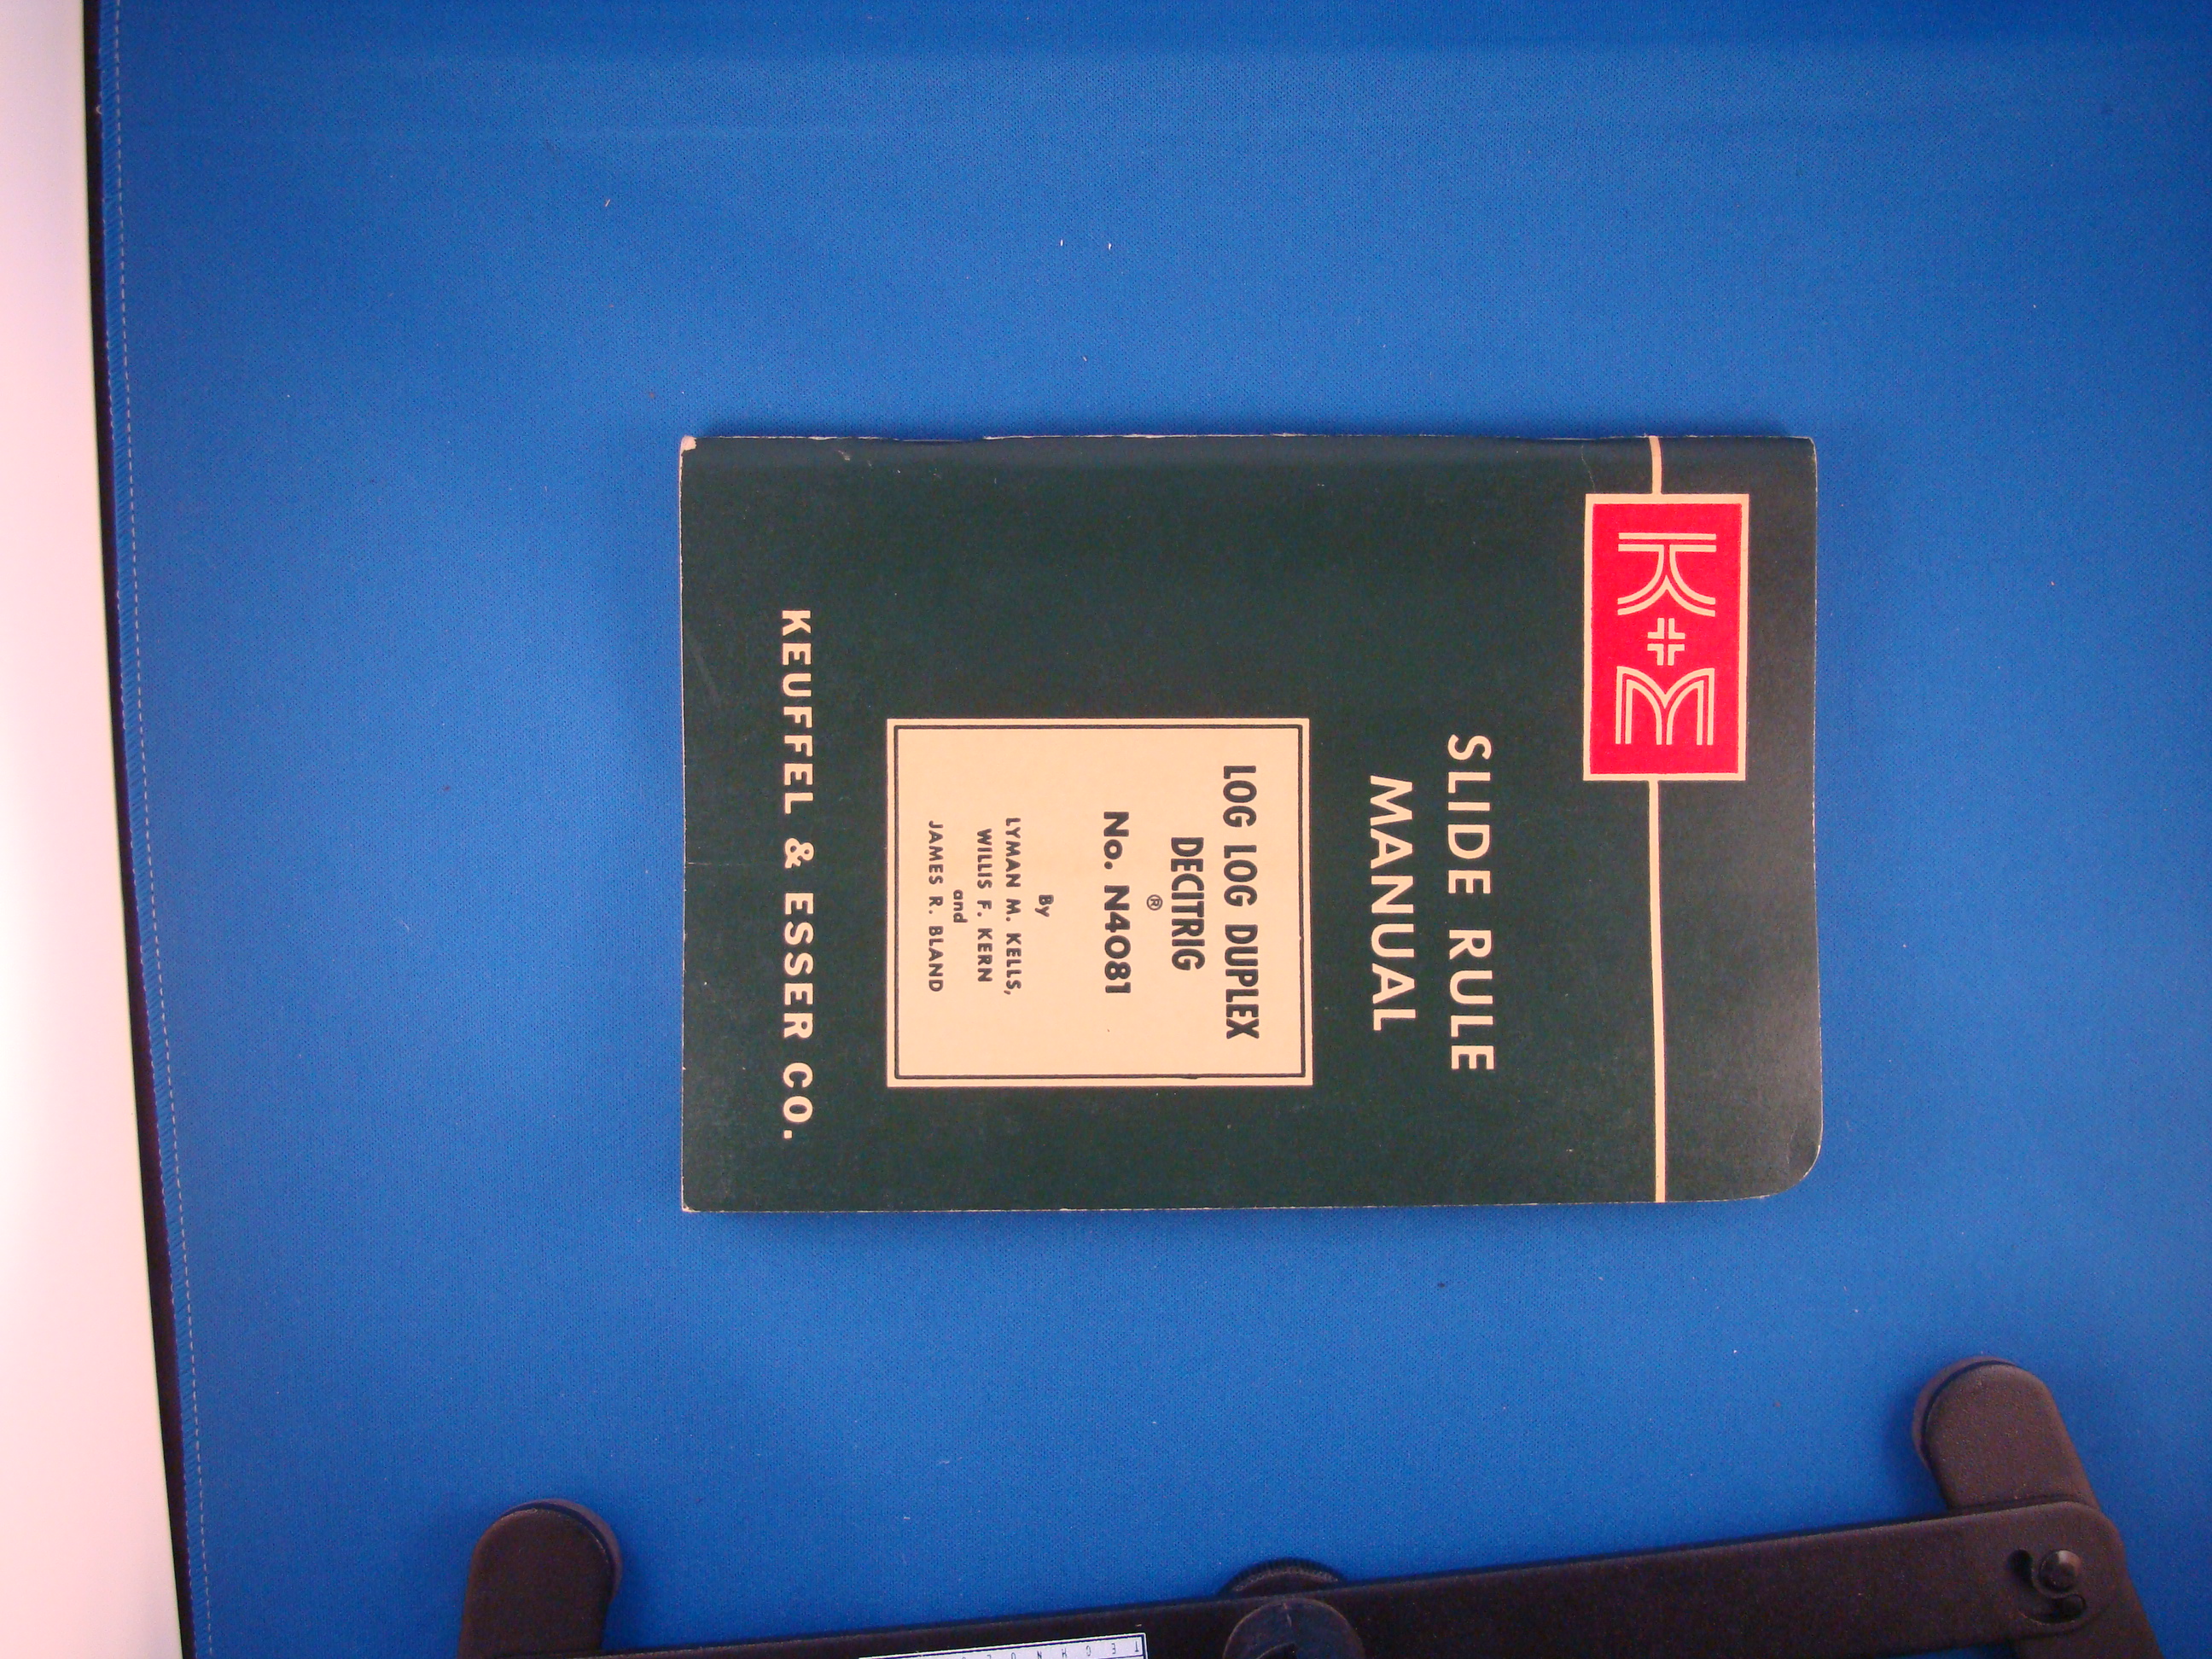 K+M
SLIDE RULE
MANUAL
LOG LOG DUPLEX
DECITRIG
®
No. N4081
By
LYMAN M. KELLS,
WILLIS F. KERN
and
JAMES R. BLAND
KEUFFEL & ESSER CO.